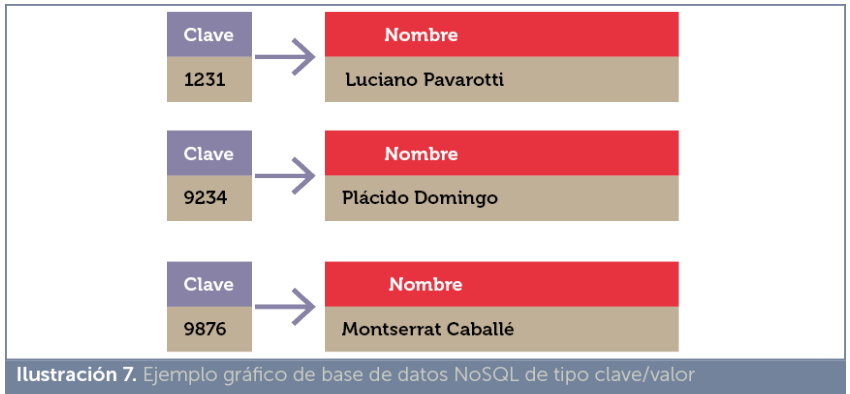 Clave Nombre
1231 Luciano Pavarotti
Clave Nombre
9234 Plácido Domingo
Clave Nombre
9876 Montserrat Caballé
Ilustración 7. Ejemplo gráfico de base de datos NoSQL de tipo clave/valor